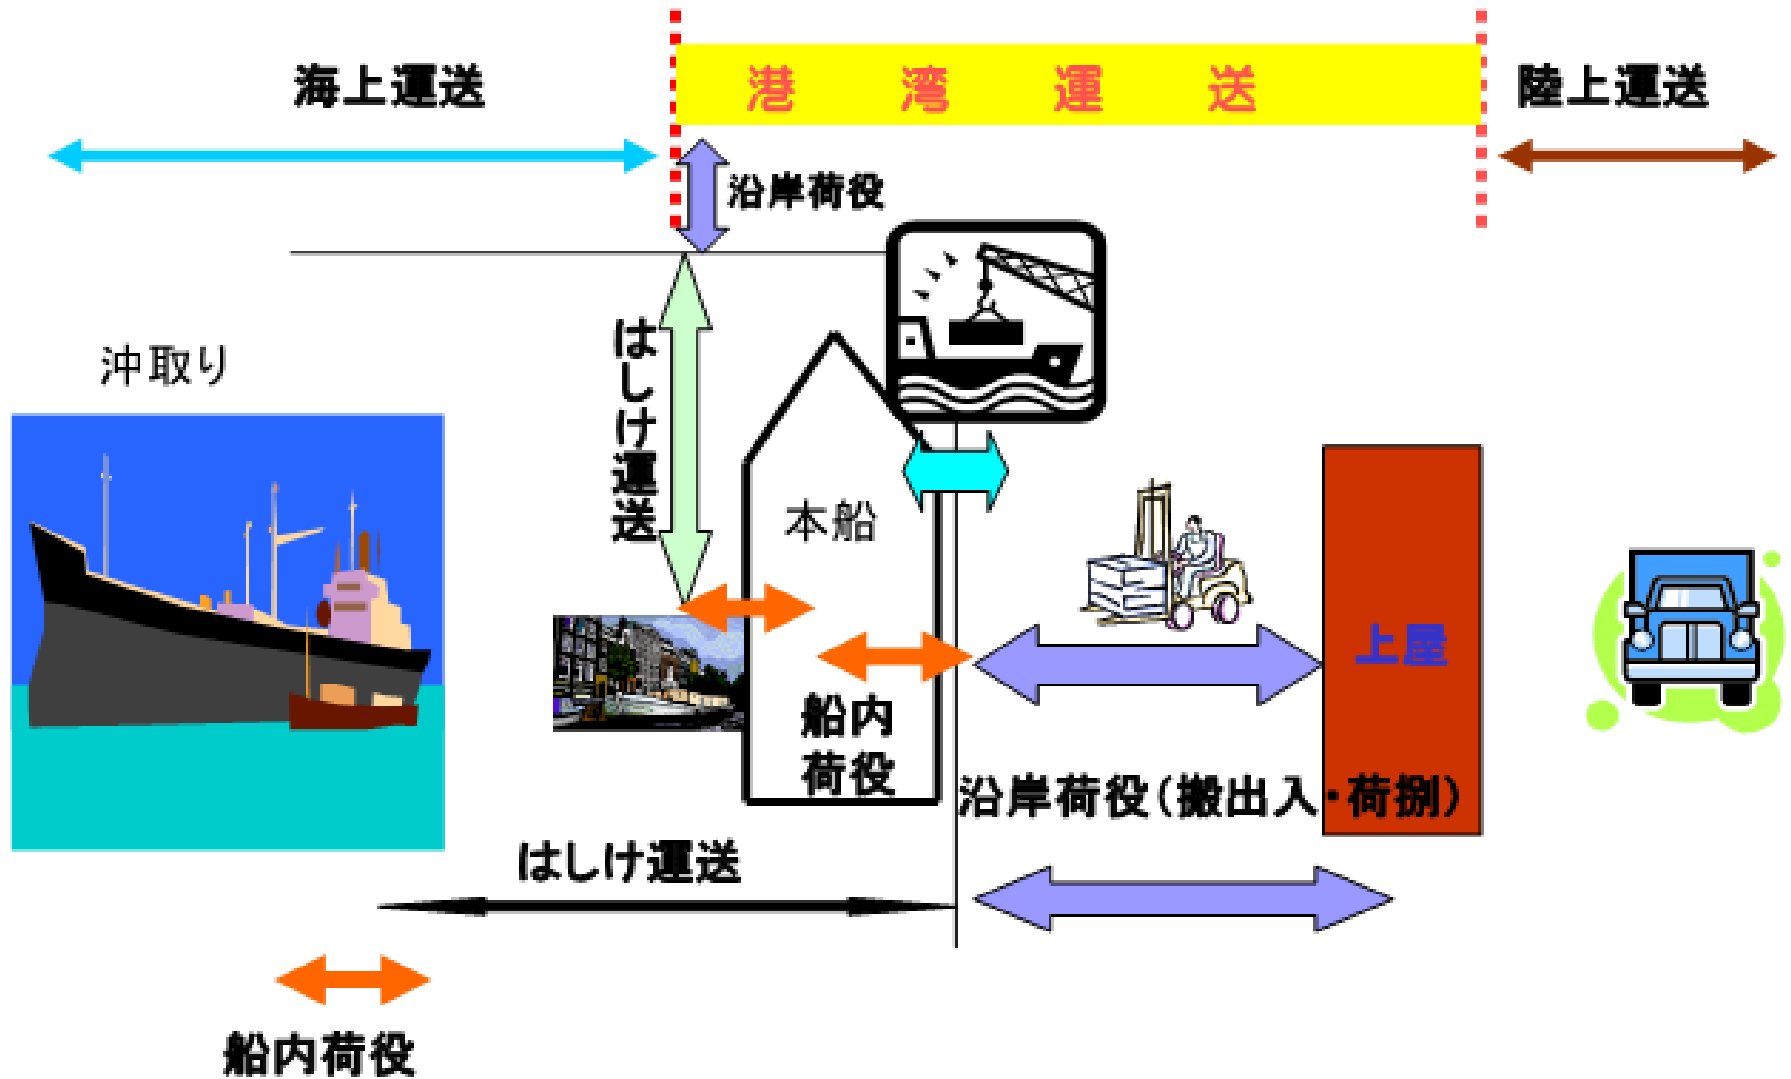 海上運送
港湾運送
陸上運送
沿岸荷役
沖取り
はしけ運送
本船
上屋
船内
荷役
沿岸荷役(搬出入・荷捌)
はしけ運送
船内荷役